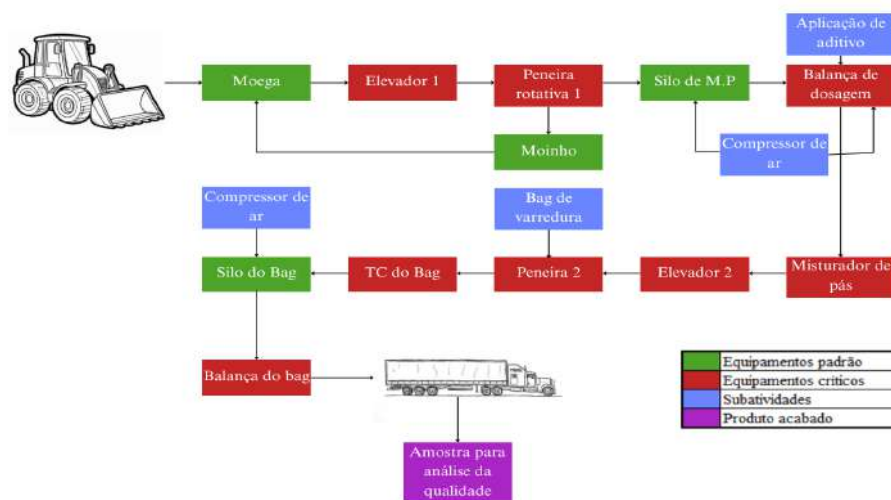 Aplicação de
aditivo
Moega
Elevador 1
Peneira
rotativa 1
Silo de M.P
Balança de
dosagem
Moinho
Compressor de
ar
Compressor de
ar
Bag de
varredura
Silo do Bag
TC do Bag
Peneira 2
Elevador 2
Misturador de
pás
Balança do bag
Equipamentos padrão
Equipamentos críticos
Subatividades
Produto acabado
Amostra para
análise da
qualidade